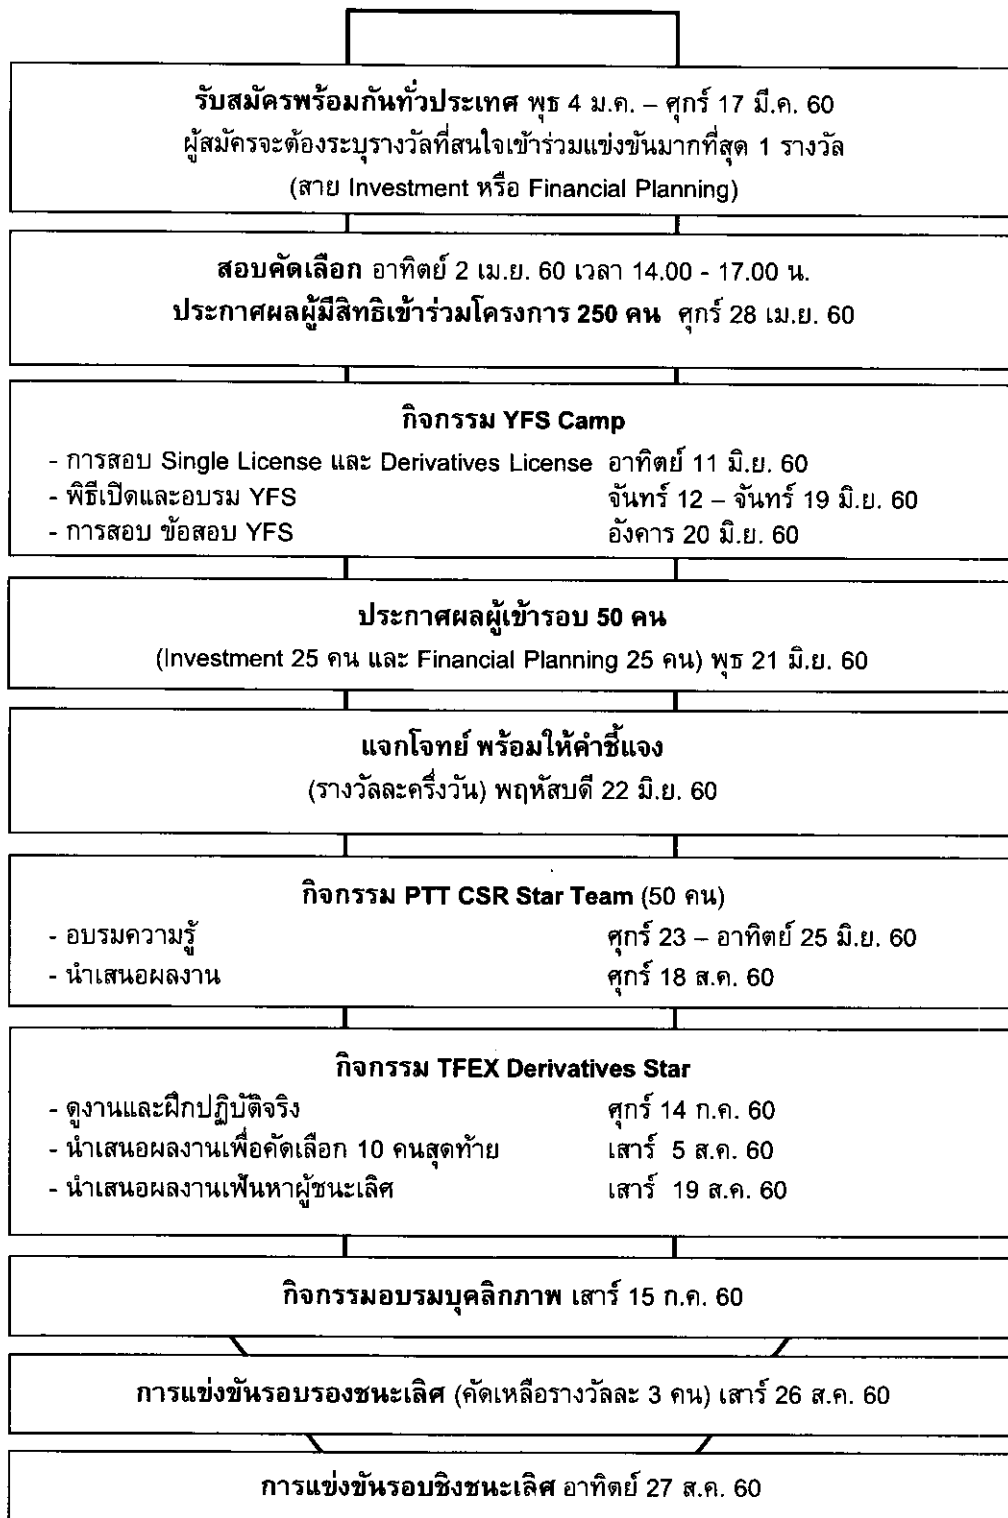 รับสมัครพร้อมกันทั่วประเทศ พุธ 4 ม.ค. – ศุกร์ 17 มี.ค. 60
ผู้สมัครจะต้องระบุรางวัลที่สนใจเข้าร่วมแข่งขันมากที่สุด 1 รางวัล
(สาย Investment หรือ Financial Planning)
สอบคัดเลือก อาทิตย์ 2 เม.ย. 60 เวลา 14.00 - 17.00 น.
ประกาศผลผู้มีสิทธิเข้าร่วมโครงการ 250 คน ศุกร์ 28 เม.ย. 60
กิจกรรม YFS Camp
- การสอบ Single License และ Derivatives License อาทิตย์ 11 มิ.ย. 60
- พิธีเปิดและอบรม YFS จันทร์ 12 – จันทร์ 19 มิ.ย. 60
- การสอบ ข้อสอบ YFS อังคาร 20 มิ.ย. 60
ประกาศผลผู้เข้ารอบ 50 คน
(Investment 25 คน และ Financial Planning 25 คน) พุธ 21 มิ.ย. 60
แจกโจทย์ พร้อมให้คำชี้แจง
(รางวัลละครึ่งวัน) พฤหัสบดี 22 มิ.ย. 60
กิจกรรม PTT CSR Star Team (50 คน)
- อบรมความรู้ ศุกร์ 23 – อาทิตย์ 25 มิ.ย. 60
- นำเสนอผลงาน ศุกร์ 18 ส.ค. 60
กิจกรรม TFEX Derivatives Star
- ดูงานและฝึกปฏิบัติจริง ศุกร์ 14 ก.ค. 60
- นำเสนอผลงานเพื่อคัดเลือก 10 คนสุดท้าย เสาร์ 5 ส.ค. 60
- นำเสนอผลงานเฟ้นหาผู้ชนะเลิศ เสาร์ 19 ส.ค. 60
กิจกรรมอบรมบุคลิกภาพ เสาร์ 15 ก.ค. 60
การแข่งขันรอบรองชนะเลิศ (คัดเหลือรางวัลละ 3 คน) เสาร์ 26 ส.ค. 60
การแข่งขันรอบชิงชนะเลิศ อาทิตย์ 27 ส.ค. 60